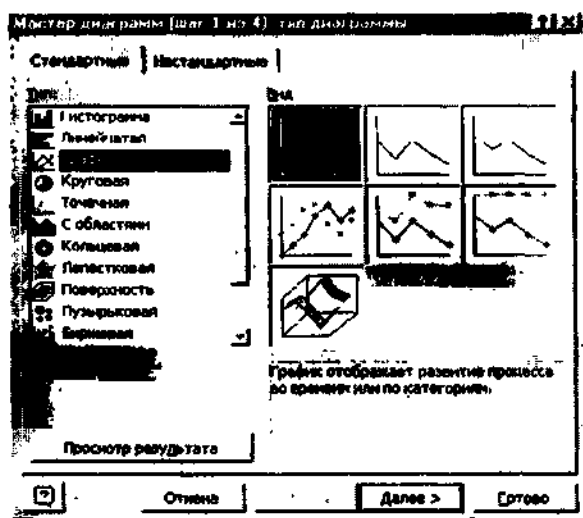 Мастер диаграмм (шаг 1 из 4): тип диаграммы
Стандартные Нестандартные
Тип: Вид
Гистограмма
Линейчатая
Круговая
Точечная
С областями
Кольцевая
Лепестковая
Поверхность
Пузырьковая
Биржевая
График отображает развитие процесса
во времени или по категориям.
Просмотр результата
Отмена Далее > Готово